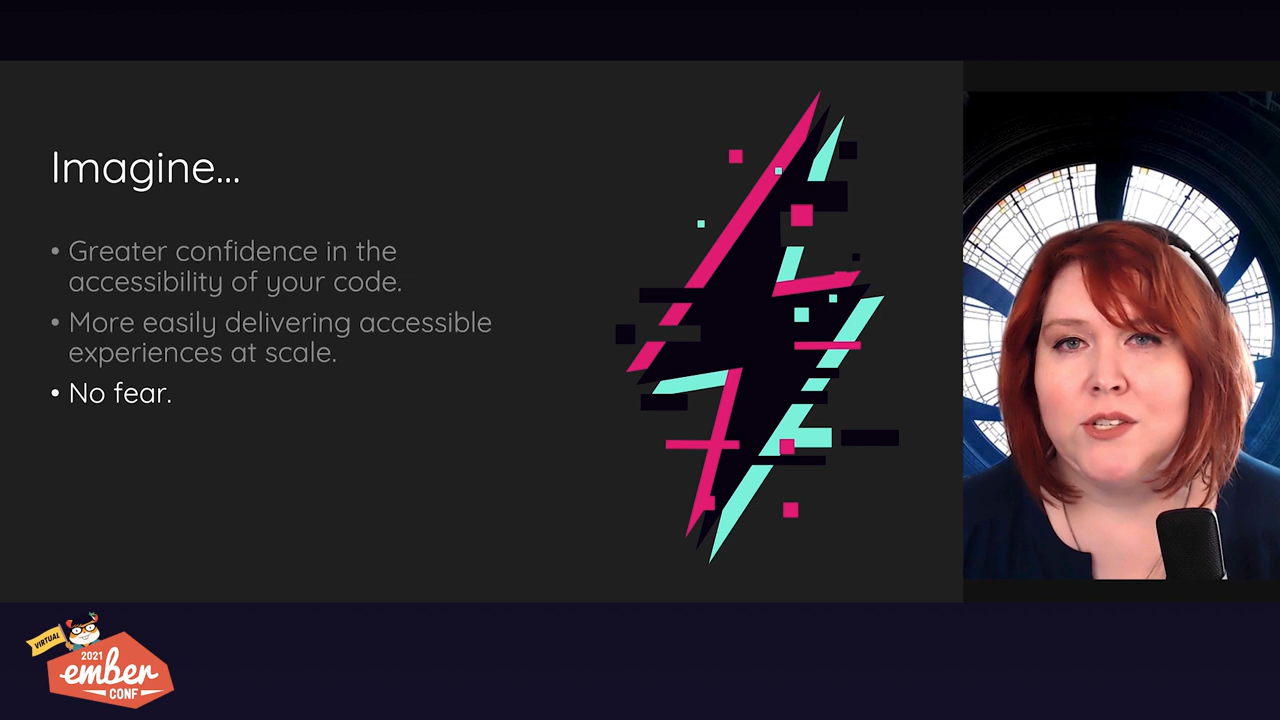 Imagine...
• Greater confidence in the
accessibility of your code.
• More easily delivering accessible
experiences at scale.
• No fear.
VIRTUAL
2021
ember
CONF